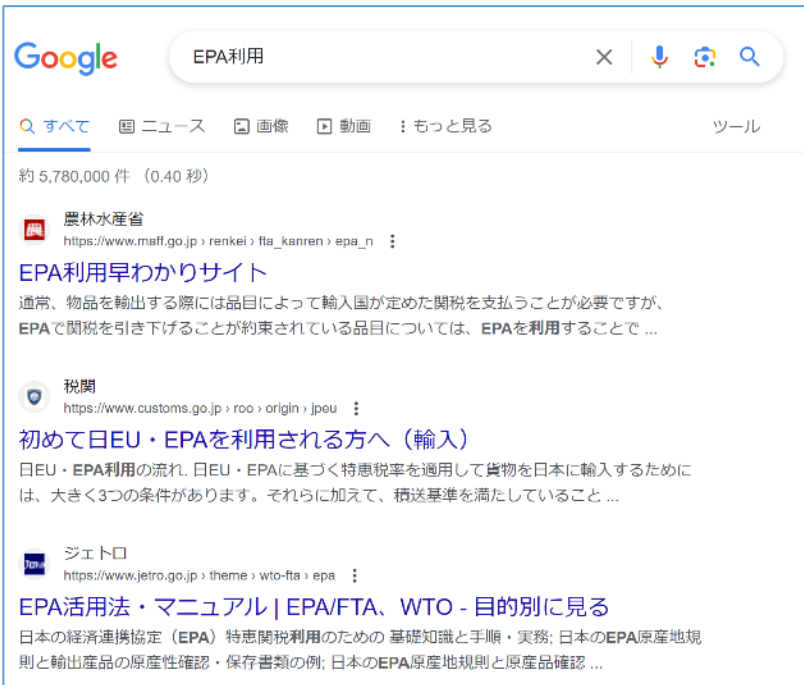 Google
EPA利用
すべて ニュース 画像 動画 もっと見る ツール
約 5,780,000 件 （0.40 秒）
農林水産省
https://www.maff.go.jp › renkei › fta_kanren › epa_n
EPA利用早わかりサイト
通常、物品を輸出する際には品目によって輸入国が定めた関税を支払うことが必要ですが、
EPAで関税を引き下げることが約束されている品目については、EPAを利用することで ...
税関
https://www.customs.go.jp › roo › origin › jpeu
初めて日EU・EPAを利用される方へ（輸入）
日EU・EPA利用の流れ. 日EU・EPAに基づく特恵税率を適用して貨物を日本に輸入するために
は、大きく3つの条件があります。それらに加えて、積送基準を満たしていること ...
ジェトロ
https://www.jetro.go.jp › theme › wto-fta › epa
EPA活用法・マニュアル | EPA/FTA、WTO - 目的別に見る
日本の経済連携協定（EPA）特恵関税利用のための 基礎知識と手順・実務; 日本のEPA原産地規
則と輸出産品の原産性確認・保存書類の例; 日本のEPA原産地規則と原産品確認 ...